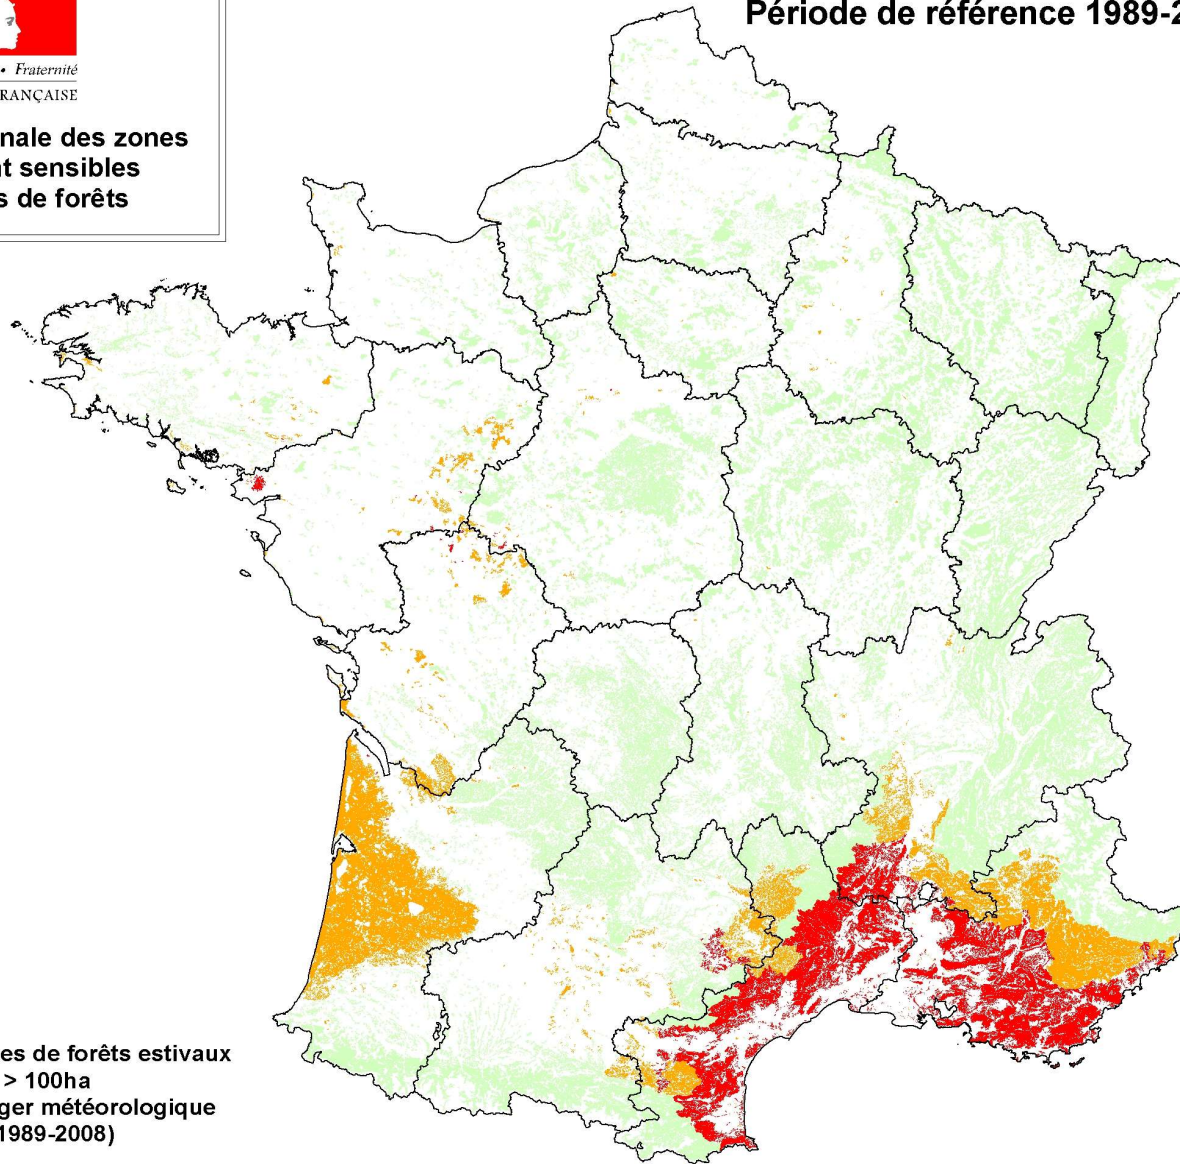 Période de référence 1989-2
• Fraternité
RANÇAISE
nale des zones
t sensibles
s de forêts
es de forêts estivaux
> 100ha
ger météorologique
1989-2008)